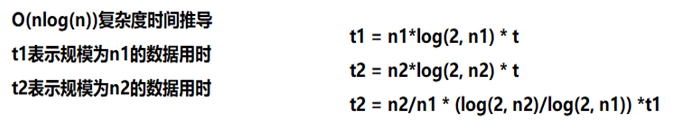 O(nlog(n))复杂度时间推导
t1表示规模为n1的数据用时
t2表示规模为n2的数据用时
t1 = n1*log(2, n1) * t
t2 = n2*log(2, n2) * t
t2 = n2/n1 * (log(2, n2)/log(2, n1)) *t1